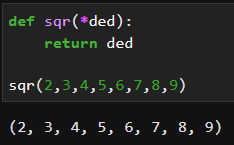 def sqr(*ded):
    return ded
sqr(2,3,4,5,6,7,8,9)
(2, 3, 4, 5, 6, 7, 8, 9)